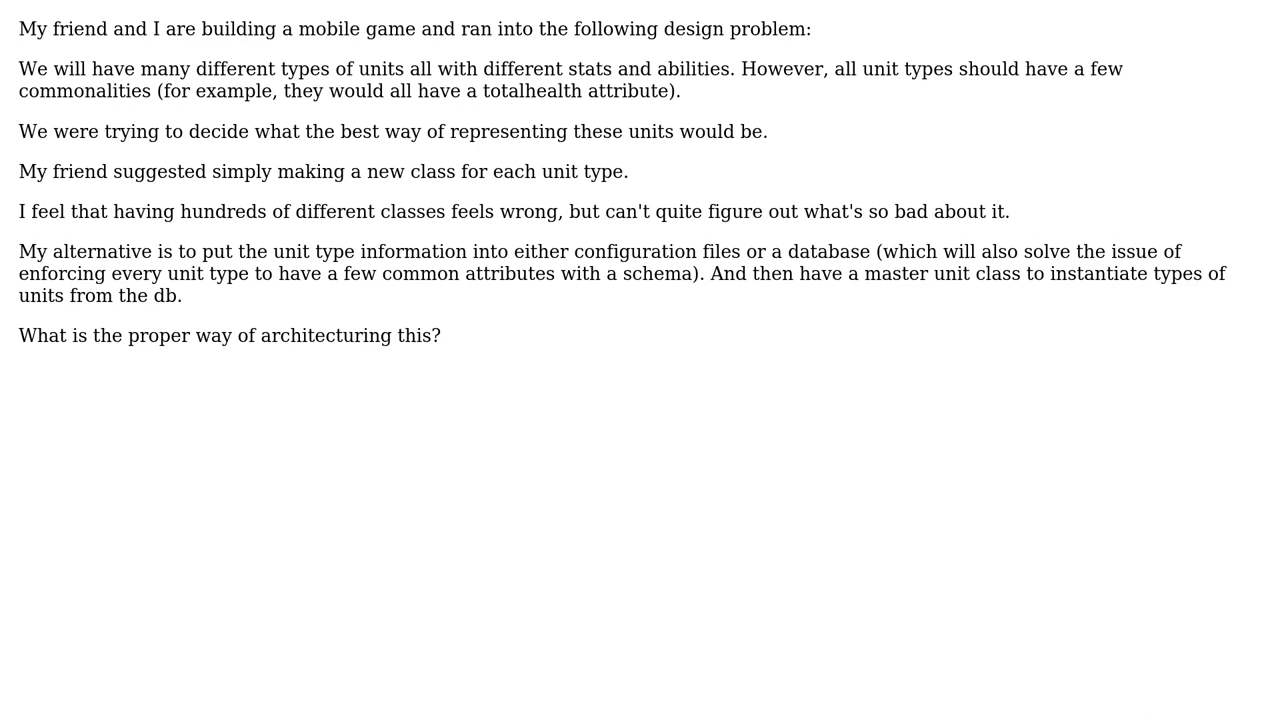 My friend and I are building a mobile game and ran into the following design problem:
We will have many different types of units all with different stats and abilities. However, all unit types should have a few
commonalities (for example, they would all have a totalhealth attribute).
We were trying to decide what the best way of representing these units would be.
My friend suggested simply making a new class for each unit type.
I feel that having hundreds of different classes feels wrong, but can't quite figure out what's so bad about it.
My alternative is to put the unit type information into either configuration files or a database (which will also solve the issue of
enforcing every unit type to have a few common attributes with a schema). And then have a master unit class to instantiate types of
units from the db.
What is the proper way of architecturing this?